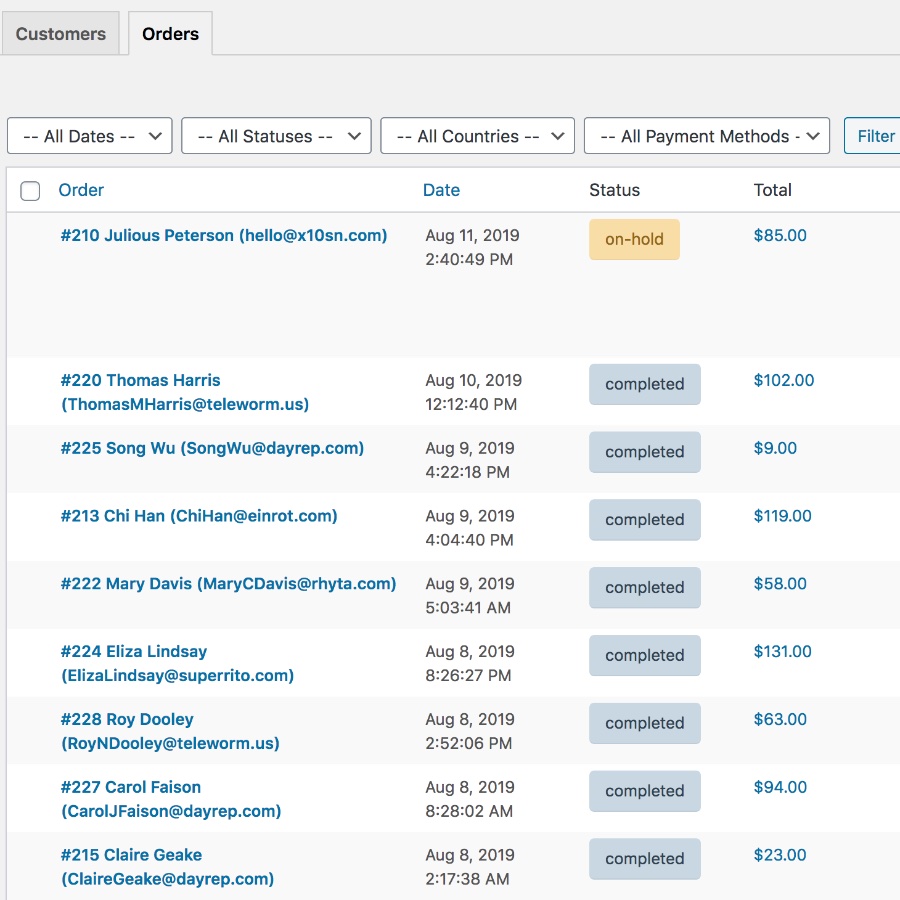 Customers Orders
-- All Dates -- -- All Statuses -- -- All Countries -- -- All Payment Methods - Filter
Order Date Status Total
#210 Julious Peterson (hello@x10sn.com) Aug 11, 2019 on-hold $85.00
2:40:49 PM
#220 Thomas Harris Aug 10, 2019 completed $102.00
(ThomasMHarris@teleworm.us) 12:12:40 PM
#225 Song Wu (SongWu@dayrep.com) Aug 9, 2019 completed $9.00
4:22:18 PM
#213 Chi Han (ChiHan@einrot.com) Aug 9, 2019 completed $119.00
4:04:40 PM
#222 Mary Davis (MaryCDavis@rhyta.com) Aug 9, 2019 completed $58.00
5:03:41 AM
#224 Eliza Lindsay Aug 8, 2019 completed $131.00
(ElizaLindsay@superrito.com) 8:26:27 PM
#228 Roy Dooley Aug 8, 2019 completed $63.00
(RoyNDooley@teleworm.us) 2:52:06 PM
#227 Carol Faison Aug 8, 2019 completed $94.00
(CarolJFaison@dayrep.com) 8:28:02 AM
#215 Claire Geake Aug 8, 2019 completed $23.00
(ClaireGeake@dayrep.com) 2:17:38 AM